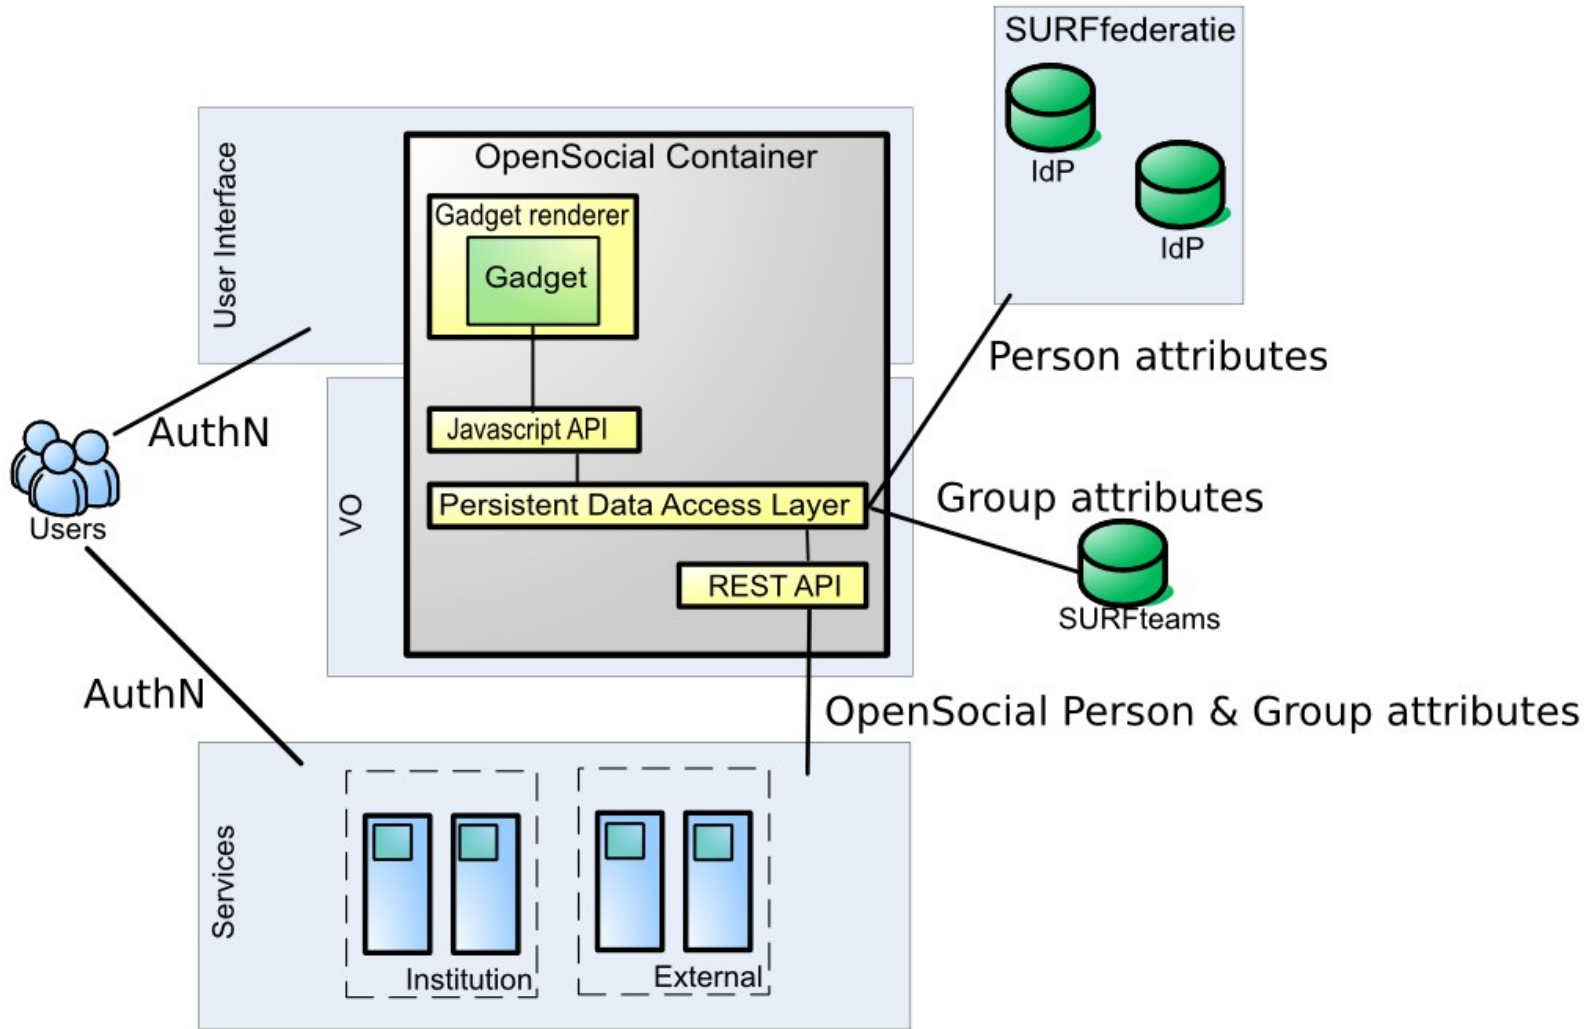 SURFfederatie
IdP
IdP
User Interface
OpenSocial Container
Gadget renderer
Gadget
Person attributes
AuthN
Javascript API
VO
Persistent Data Access Layer
Group attributes
Users
REST API
SURFteams
AuthN
OpenSocial Person & Group attributes
Services
Institution
External